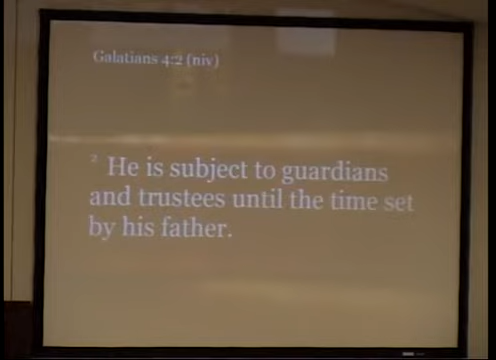 Galatians 4:2 (niv)
2 He is subject to guardians
and trustees until the time set
by his father.